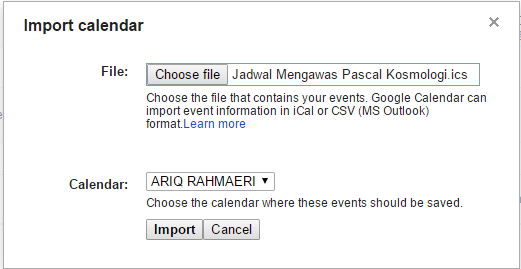 Import calendar
File: Choose file Jadwal Mengawas Pascal Kosmologi.ics
Choose the file that contains your events. Google Calendar can
import event information in iCal or CSV (MS Outlook)
format.Learn more
Calendar: ARIQ RAHMAERI
Choose the calendar where these events should be saved.
Import Cancel